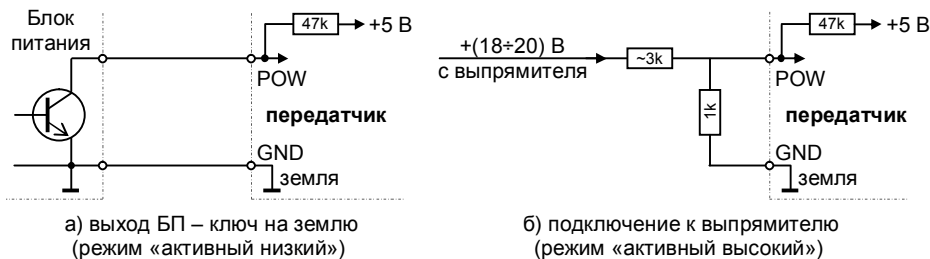 Блок
питания
47k
+5 В
POW
передатчик
GND
земля
а) выход БП – ключ на землю
(режим «активный низкий»)
+(18÷20) В
с выпрямителя
~3k
1k
47k
+5 В
POW
передатчик
GND
земля
б) подключение к выпрямителю
(режим «активный высокий»)